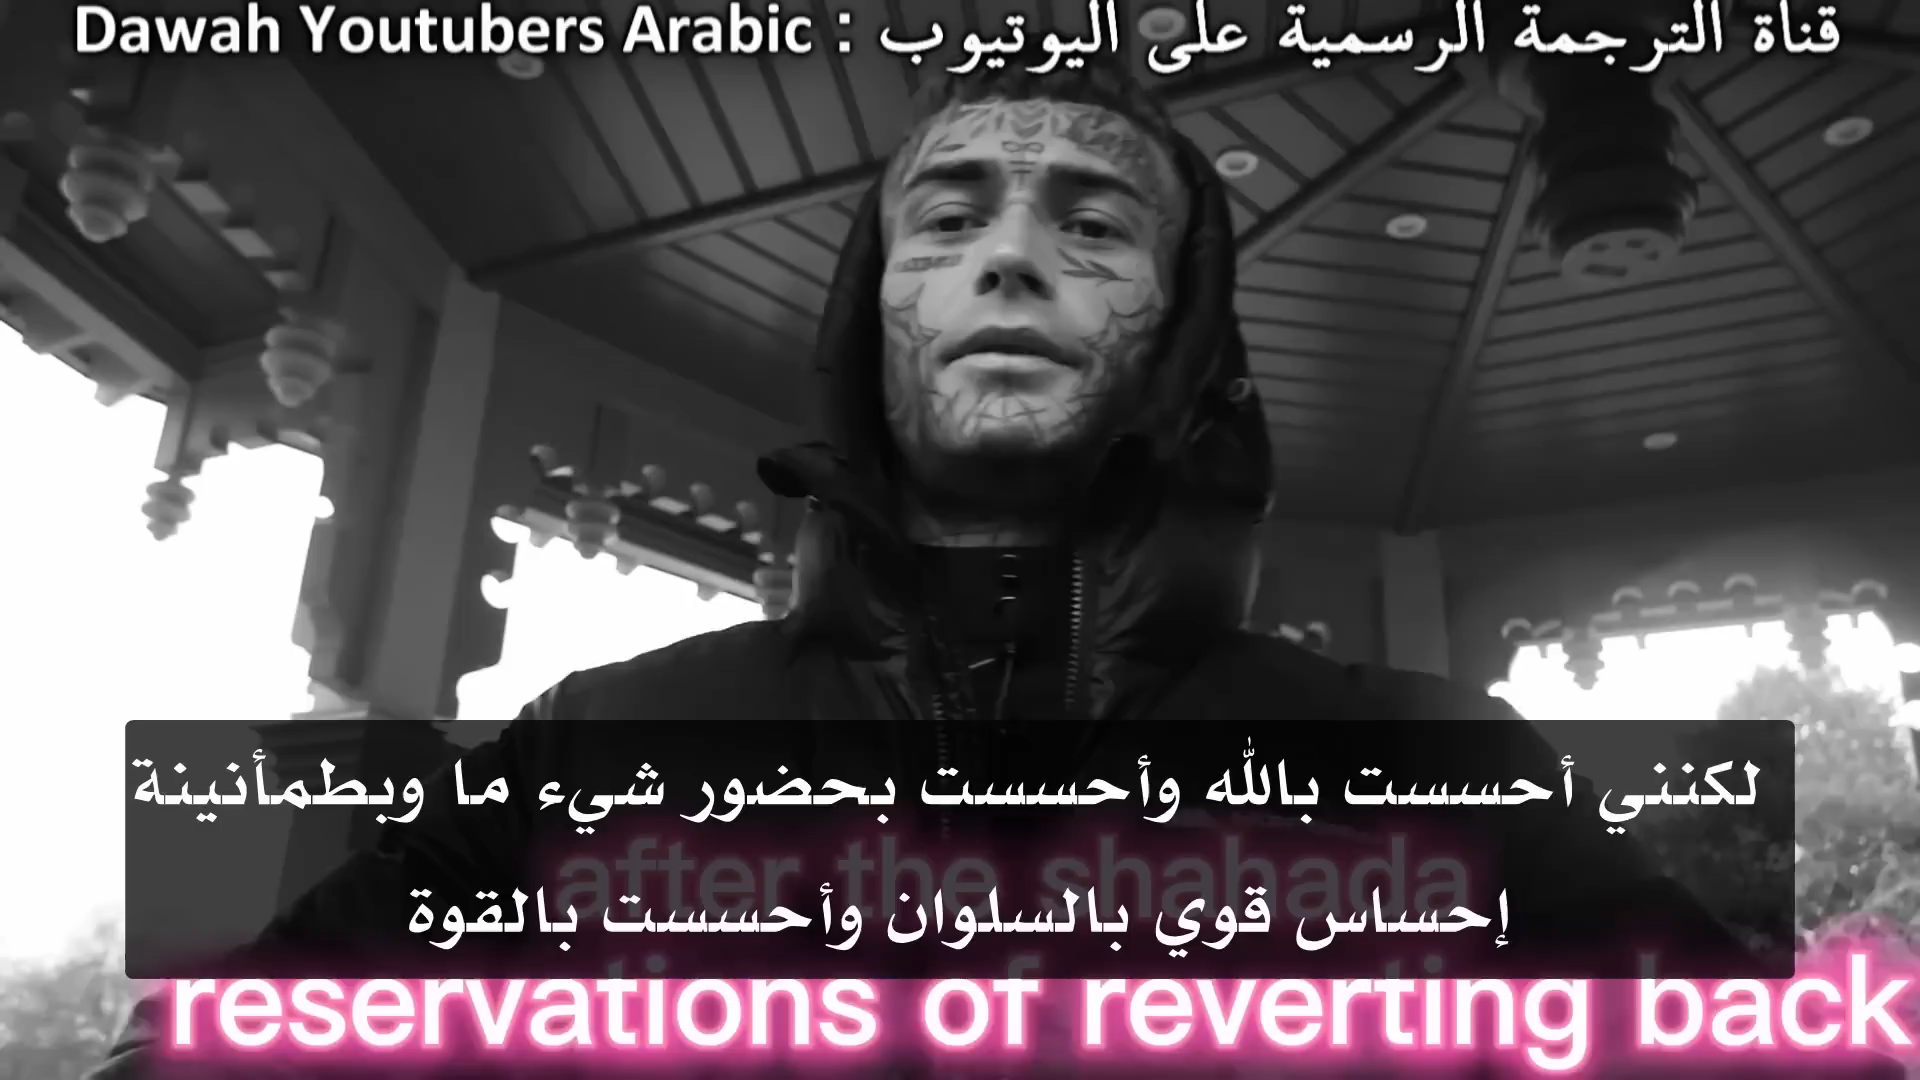 Dawah Youtubers Arabic : قناة الترجمة الرسمية على اليوتيوب
لكنني أحسست بالله وأحسست بحضور شيء ما وبطمأنينة
after the shahada
إحساس قوي بالسلوان وأحسست بالقوة
reservations of reverting back